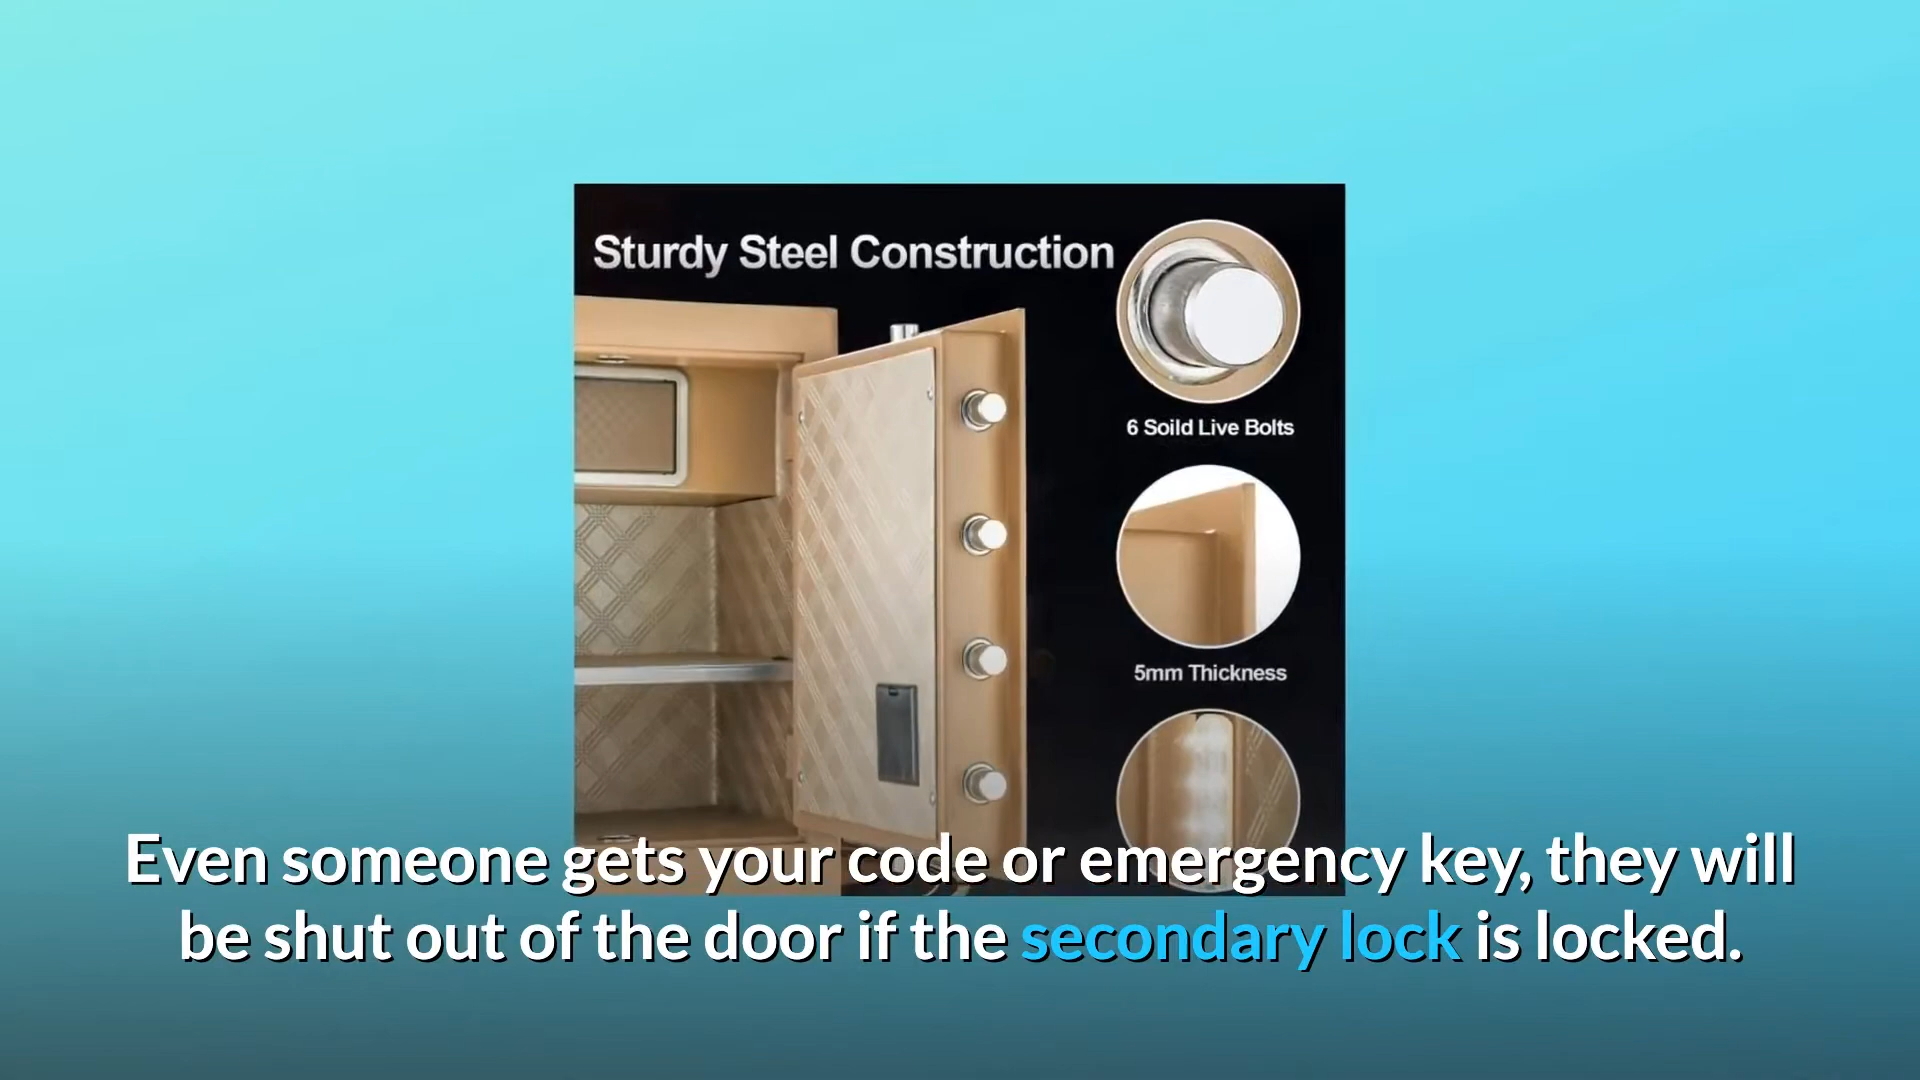 Sturdy Steel Construction
6 Soild Live Bolts
5mm Thickness
Even someone gets your code or emergency key, they will
be shut out of the door if the secondary lock is locked.